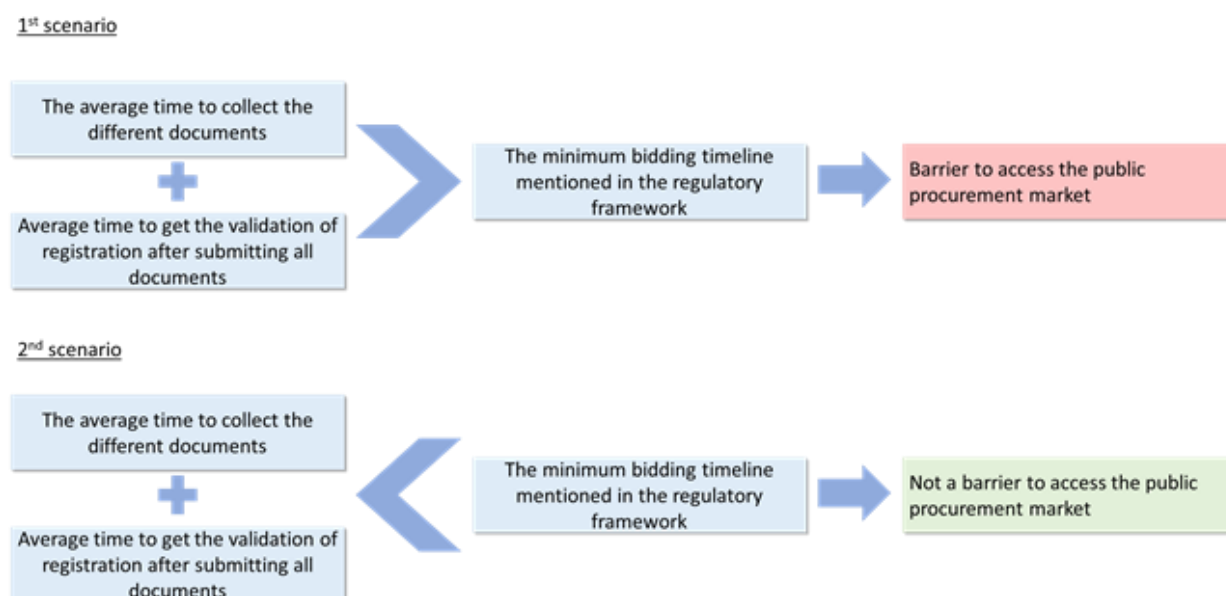 1st scenario
The average time to collect the
different documents
Average time to get the validation of
registration after submitting all
documents
The minimum bidding timeline
mentioned in the regulatory
framework
Barrier to access the public
procurement market
2nd scenario
The average time to collect the
different documents
Average time to get the validation of
registration after submitting all
documents
The minimum bidding timeline
mentioned in the regulatory
framework
Not a barrier to access the public
procurement market